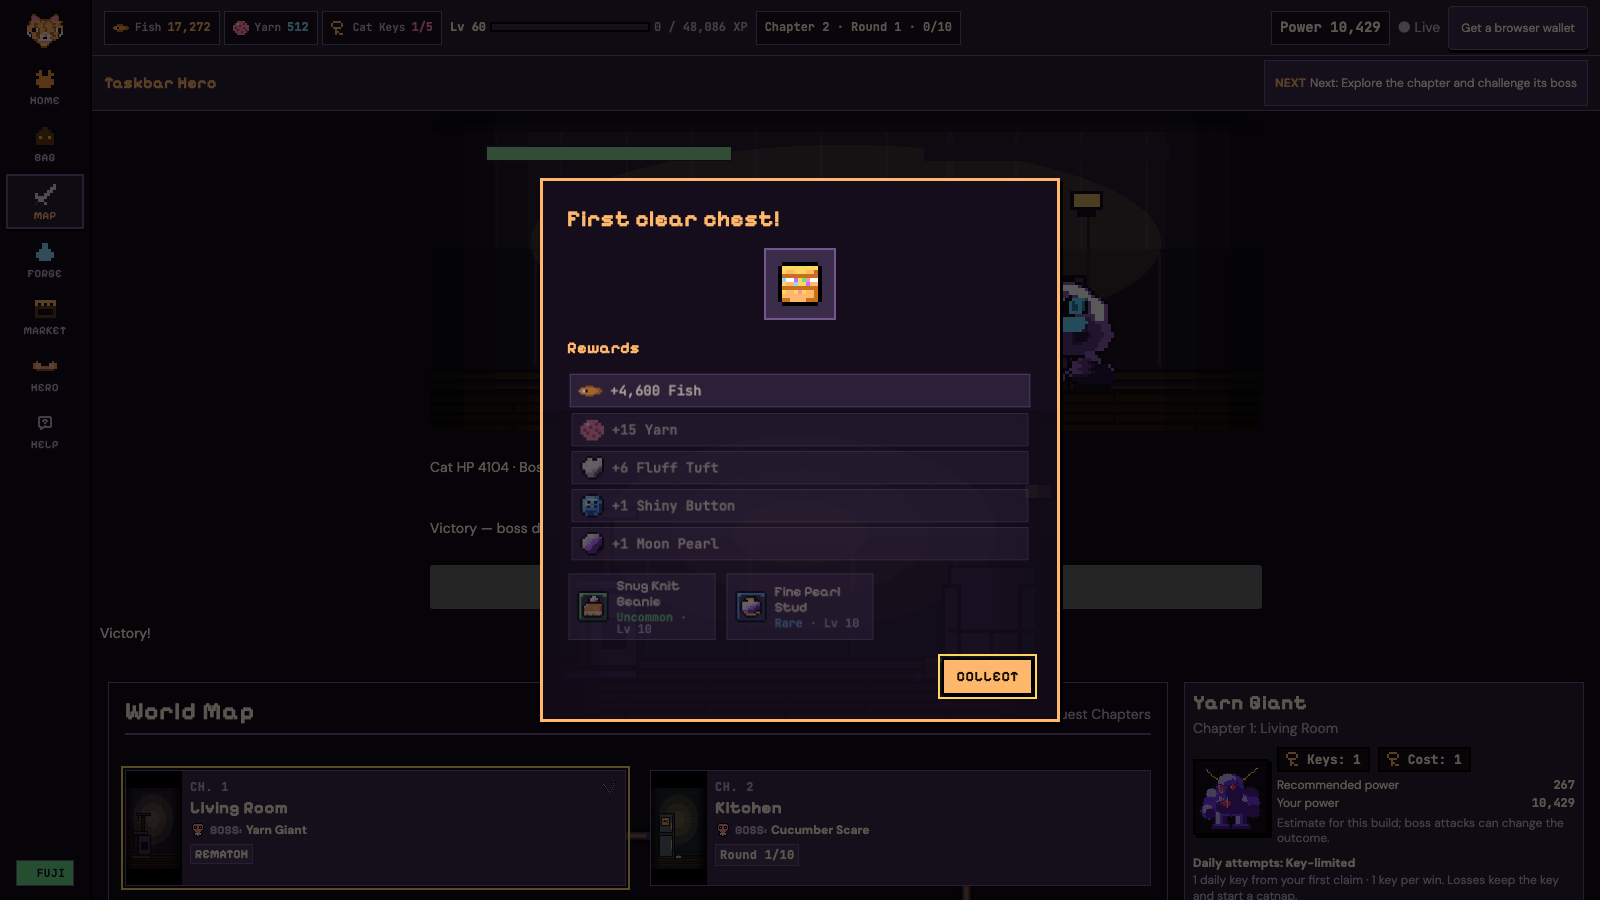 Fish 17,272
Yarn 512
Cat Keys 1/5
Lv 60
0 / 48,086 XP
Chapter 2 · Round 1 · 0/10
Power 10,429
Live
Get a browser wallet
Taskbar Hero
NEXT Next: Explore the chapter and challenge its boss
HOME
BAG
MAP
FORGE
MARKET
HERO
HELP
FUJI
First clear chest!
Rewards
+4,600 Fish
+15 Yarn
+6 Fluff Tuft
+1 Shiny Button
+1 Moon Pearl
Snug Knit
Beanie
Uncommon ·
Lv 10
Fine Pearl
Stud
Rare · Lv 10
COLLECT
Cat HP 4104 ·
Victory — boss
Victory!
World Map
Chapters
CH. 1
Living Room
BOSS: Yarn Giant
REMATCH
CH. 2
Kitchen
BOSS: Cucumber Scare
Round 1/10
Yarn Giant
Chapter 1: Living Room
Keys: 1
Cost: 1
Recommended power 267
Your power 10,429
Estimate for this build; boss attacks can change the
outcome.
Daily attempts: Key-limited
1 daily key from your first claim · 1 key per win. Losses keep the key
and start a catnap.